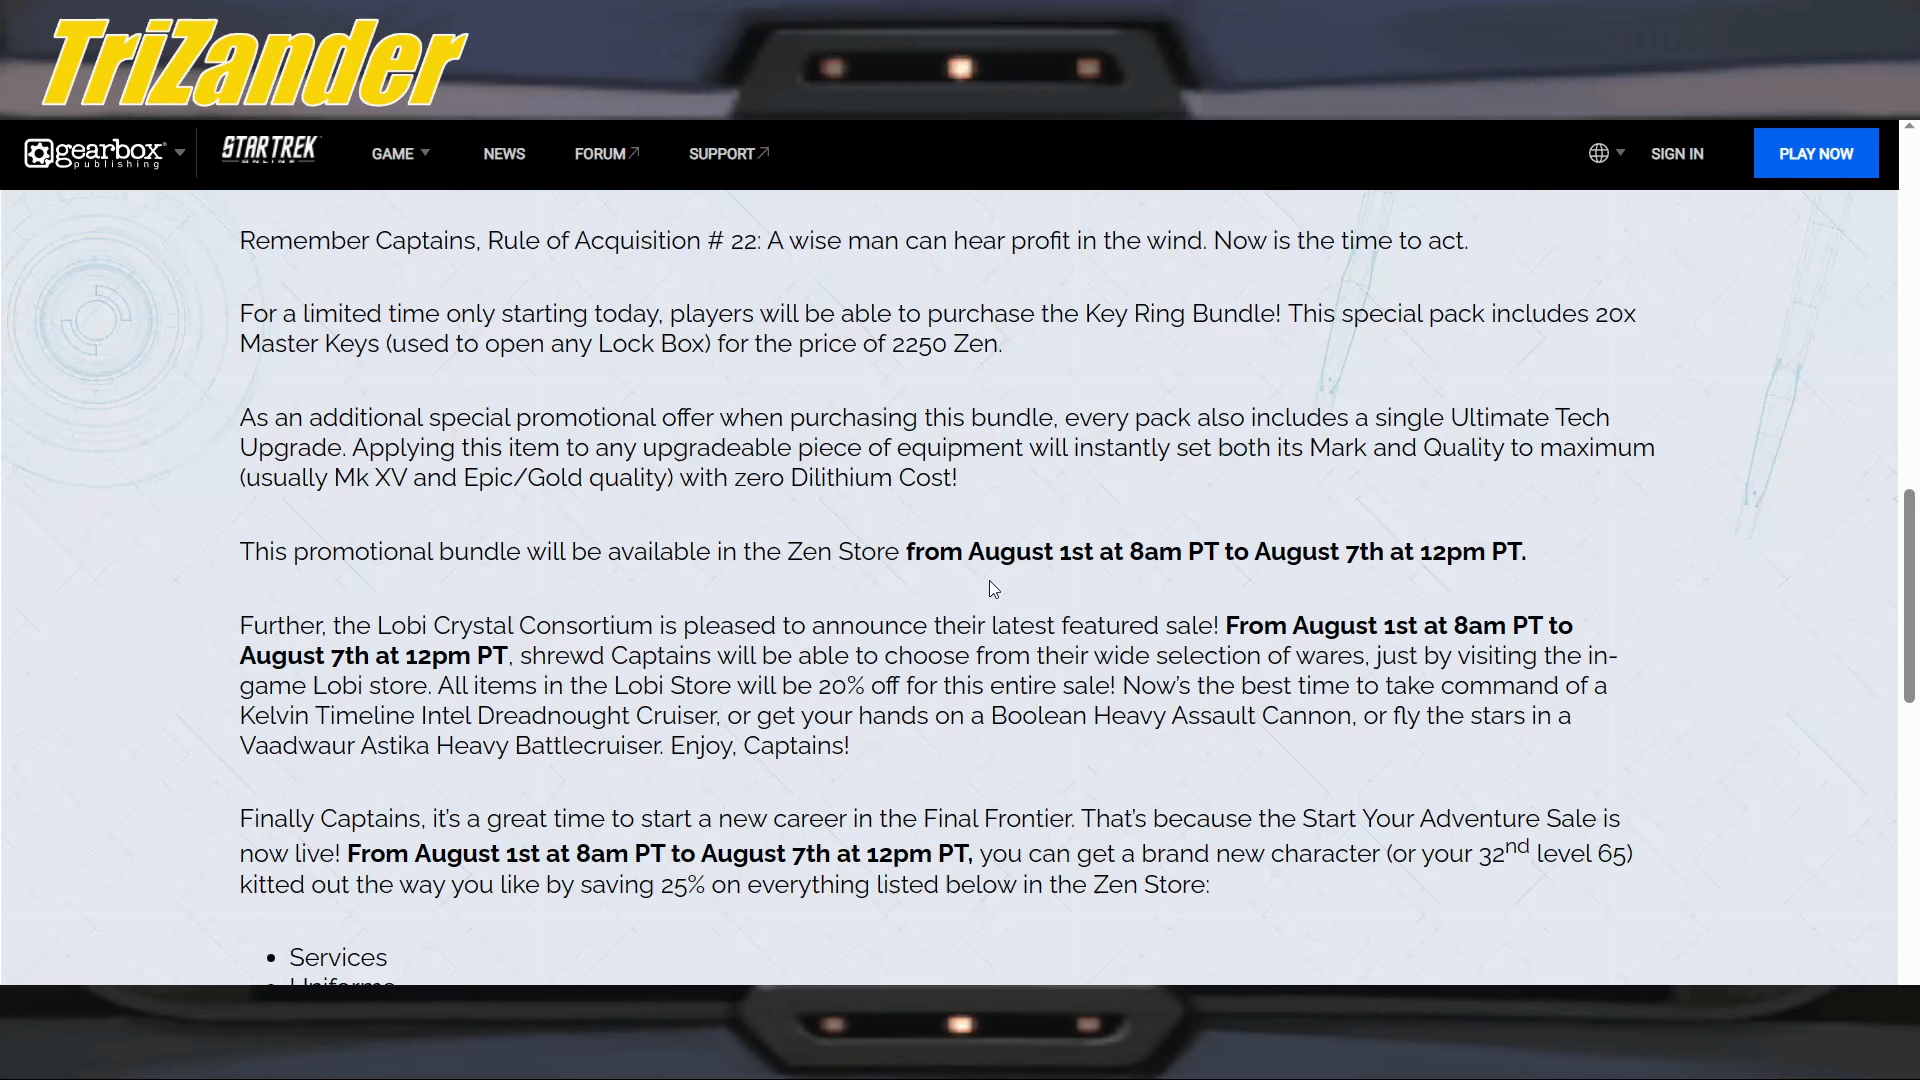 TriZander
gearbox publishing
STAR TREK ONLINE
GAME
NEWS
FORUM
SUPPORT
SIGN IN
PLAY NOW
Remember Captains, Rule of Acquisition # 22: A wise man can hear profit in the wind. Now is the time to act.
For a limited time only starting today, players will be able to purchase the Key Ring Bundle! This special pack includes 20x
Master Keys (used to open any Lock Box) for the price of 2250 Zen.
As an additional special promotional offer when purchasing this bundle, every pack also includes a single Ultimate Tech
Upgrade. Applying this item to any upgradeable piece of equipment will instantly set both its Mark and Quality to maximum
(usually Mk XV and Epic/Gold quality) with zero Dilithium Cost!
This promotional bundle will be available in the Zen Store from August 1st at 8am PT to August 7th at 12pm PT.
Further, the Lobi Crystal Consortium is pleased to announce their latest featured sale! From August 1st at 8am PT to
August 7th at 12pm PT, shrewd Captains will be able to choose from their wide selection of wares, just by visiting the in-
game Lobi store. All items in the Lobi Store will be 20% off for this entire sale! Now's the best time to take command of a
Kelvin Timeline Intel Dreadnought Cruiser, or get your hands on a Boolean Heavy Assault Cannon, or fly the stars in a
Vaadwaur Astika Heavy Battlecruiser. Enjoy, Captains!
Finally Captains, it's a great time to start a new career in the Final Frontier. That's because the Start Your Adventure Sale is
now live! From August 1st at 8am PT to August 7th at 12pm PT, you can get a brand new character (or your 32nd level 65)
kitted out the way you like by saving 25% on everything listed below in the Zen Store:
• Services
• Uniforms